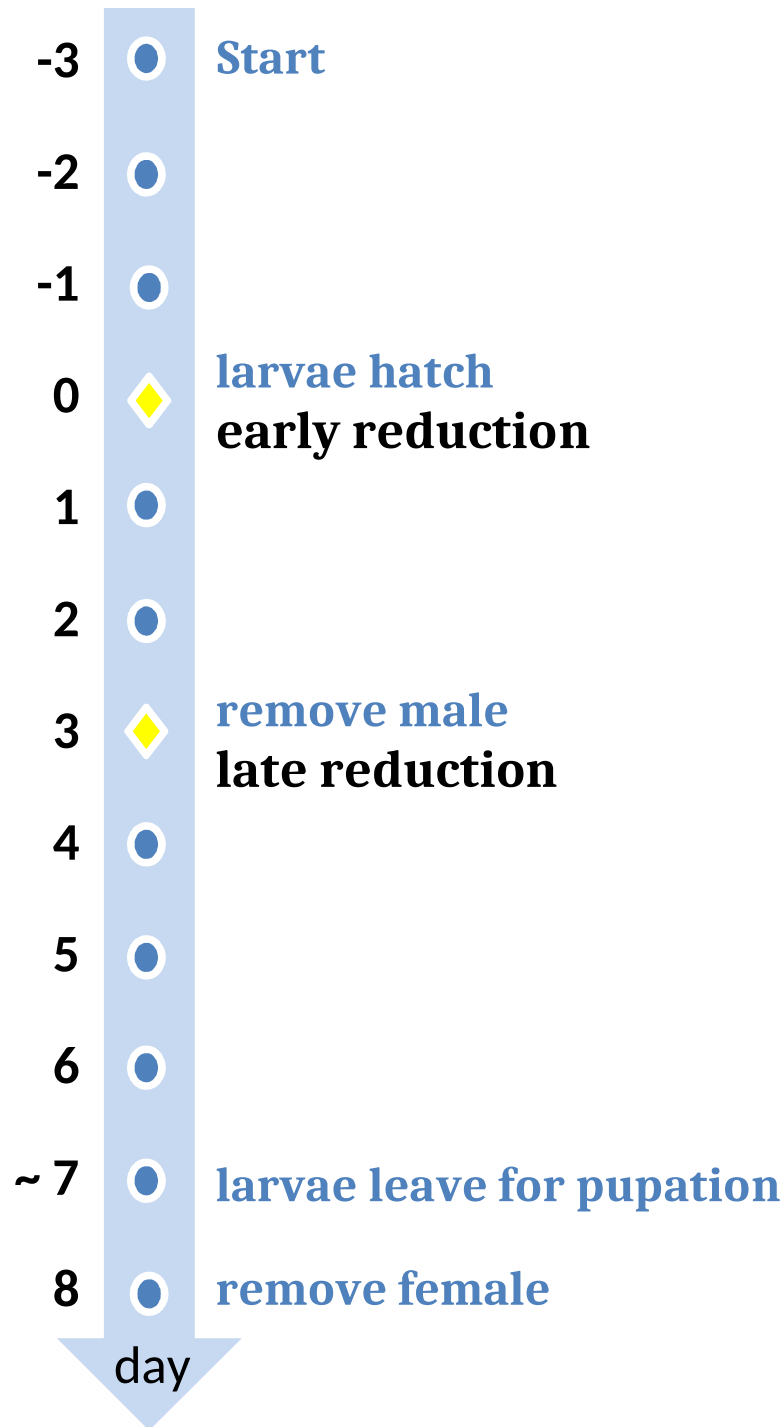 -3 Start
-2
-1
0 larvae hatch
early reduction
1
2
3 remove male
late reduction
4
5
6
~ 7 larvae leave for pupation
8 remove female
day